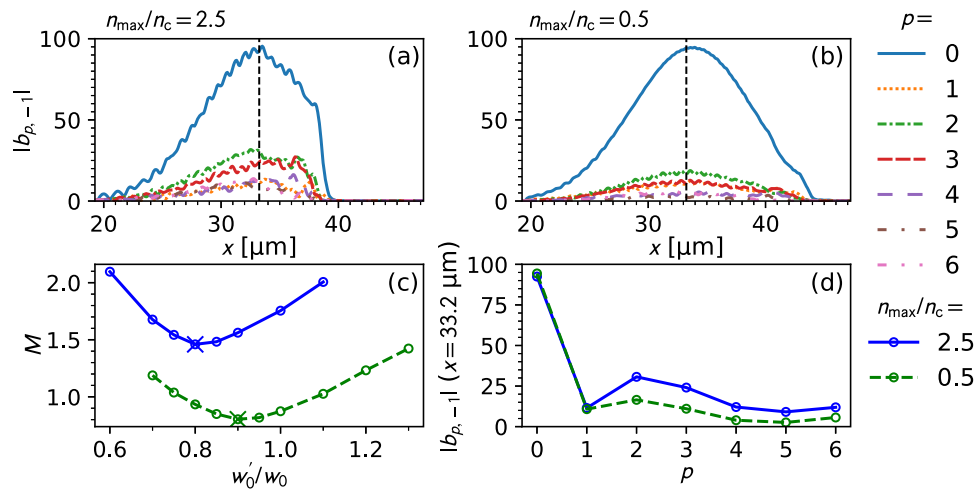 n_max/n_c = 2.5
n_max/n_c = 0.5
p =
(a)
(b)
|b_{p,−1}|
100
50
0
20
30
40
x [μm]
100
50
0
20
30
40
x [μm]
0
1
2
3
4
5
6
n_max/n_c =
2.5
0.5
(c)
M
2.0
1.5
1.0
0.6
0.8
1.0
1.2
w′_0/w_0
(d)
|b_{p,−1}| (x = 33.2 μm)
100
75
50
25
0
0
1
2
3
4
5
6
p